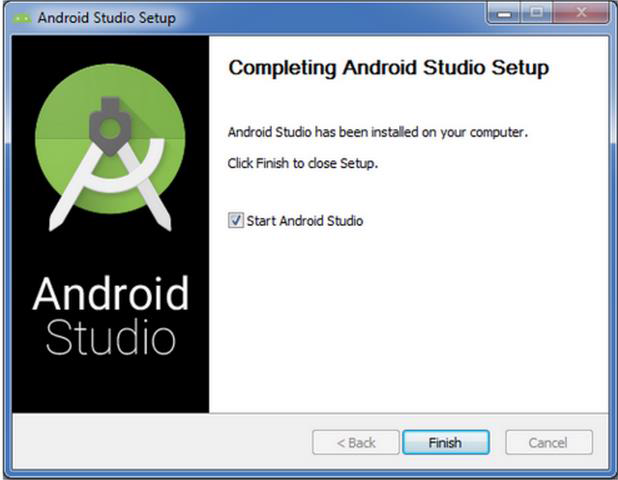 Android Studio Setup
Completing Android Studio Setup
Android Studio has been installed on your computer.
Click Finish to close Setup.
Start Android Studio
Android
Studio
< Back
Finish
Cancel